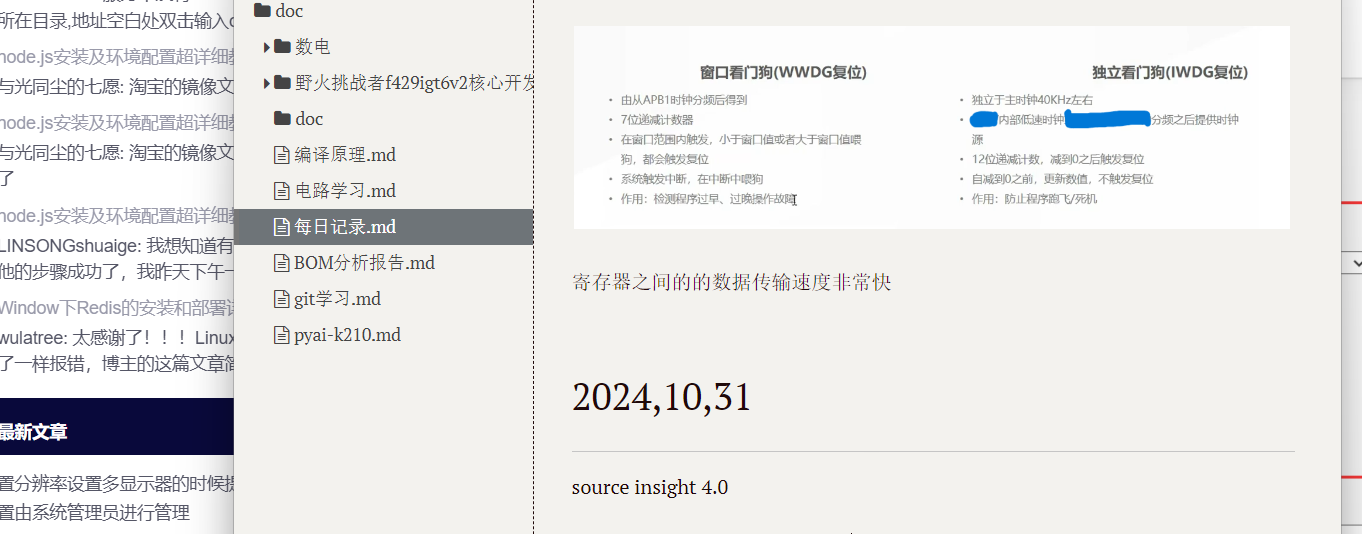 所在目录,地址空白处双击输入c
node.js安装及环境配置超详细教
与光同尘的七愿: 淘宝的镜像文
node.js安装及环境配置超详细教
与光同尘的七愿: 淘宝的镜像文
了
node.js安装及环境配置超详细教
LINSONGshuaige: 我想知道有
他的步骤成功了，我昨天下午一
Window下Redis的安装和部署详
wulatree: 太感谢了！！！Linux
了一样报错，博主的这篇文章简
最新文章
置分辨率设置多显示器的时候提
置由系统管理员进行管理
doc
数电
野火挑战者f429igt6v2核心开发
doc
编译原理.md
电路学习.md
每日记录.md
BOM分析报告.md
git学习.md
pyai-k210.md
窗口看门狗(WWDG复位)
• 由从APB1时钟分频后得到
• 7位递减计数器
• 在窗口范围内触发，小于窗口值或者大于窗口值喂
狗，都会触发复位
• 系统触发中断，在中断中喂狗
• 作用：检测程序过早、过晚操作故障
独立看门狗(IWDG复位)
• 独立于主时钟40KHz左右
• 内部低速时钟 分频之后提供时钟
源
• 12位递减计数，减到0之后触发复位
• 自减到0之前，更新数值，不触发复位
• 作用：防止程序跑飞/死机
寄存器之间的的数据传输速度非常快
2024,10,31
source insight 4.0